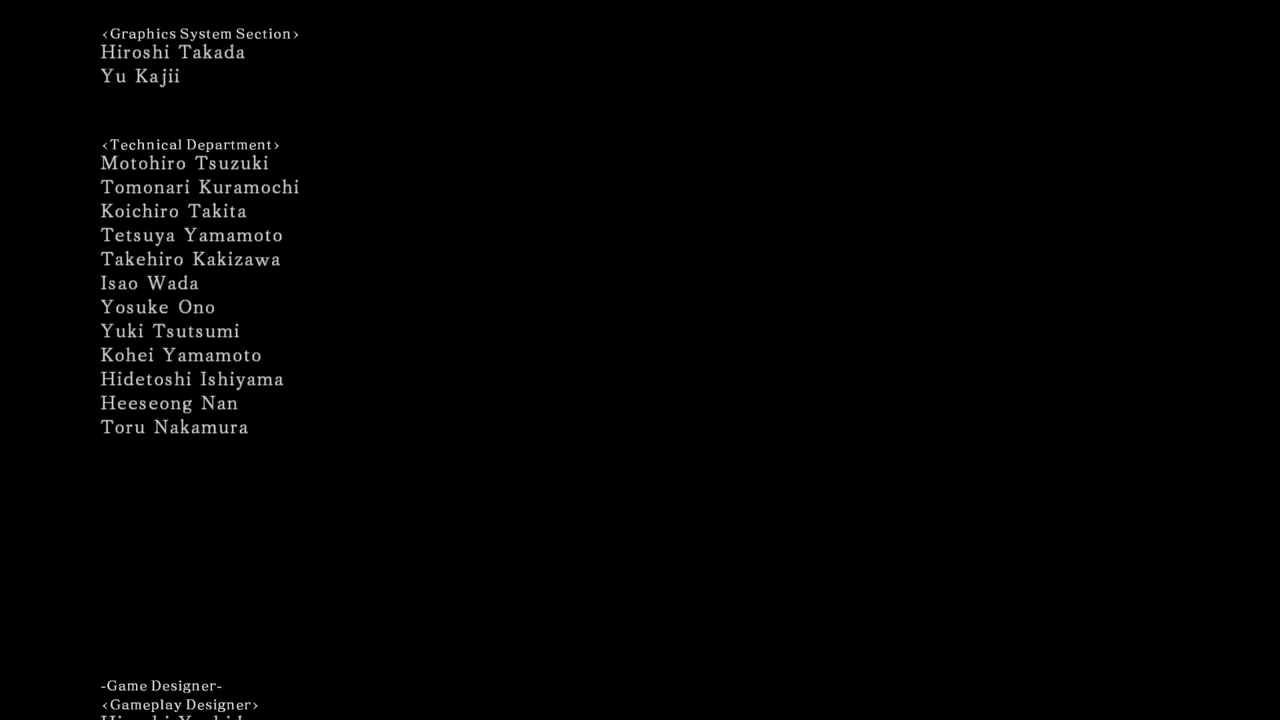 <Graphics System Section>
Hiroshi Takada
Yu Kajii
<Technical Department>
Motohiro Tsuzuki
Tomonari Kuramochi
Koichiro Takita
Tetsuya Yamamoto
Takehiro Kakizawa
Isao Wada
Yosuke Ono
Yuki Tsutsumi
Kohei Yamamoto
Hidetoshi Ishiyama
Heeseong Nan
Toru Nakamura
-Game Designer-
<Gameplay Designer>